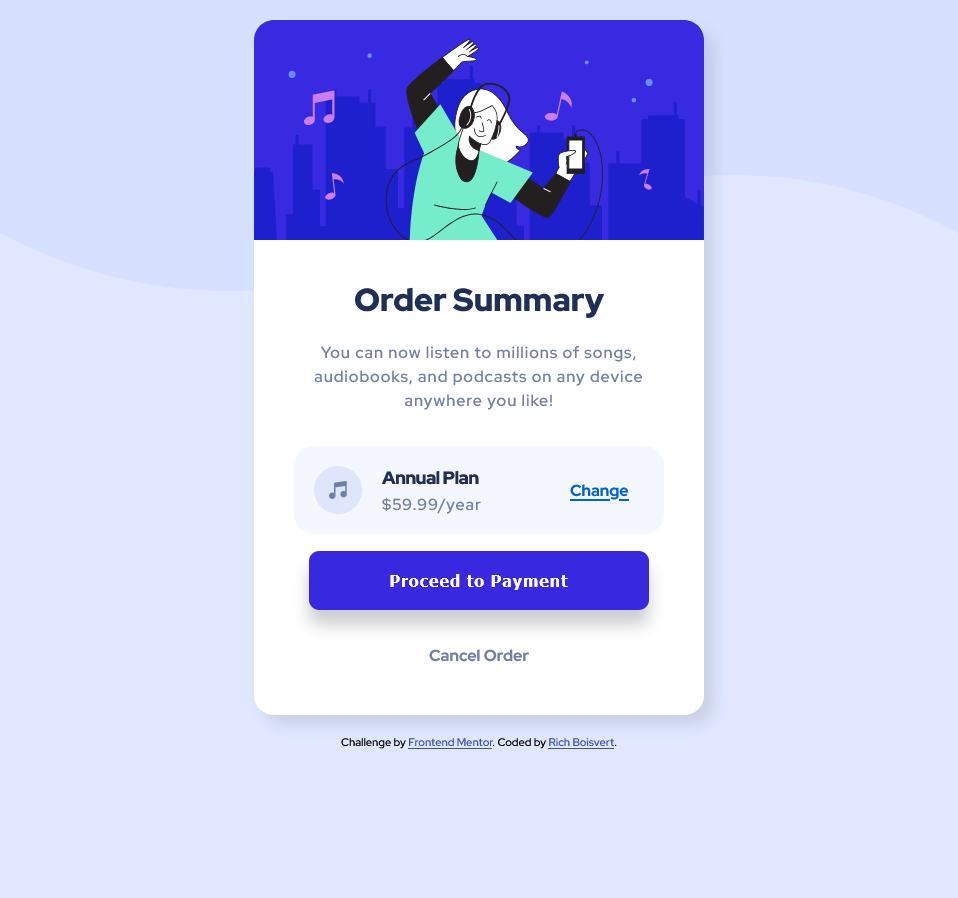 Order Summary
You can now listen to millions of songs,
audiobooks, and podcasts on any device
anywhere you like!
Annual Plan
$59.99/year
Change
Proceed to Payment
Cancel Order
Challenge by Frontend Mentor. Coded by Rich Boisvert.